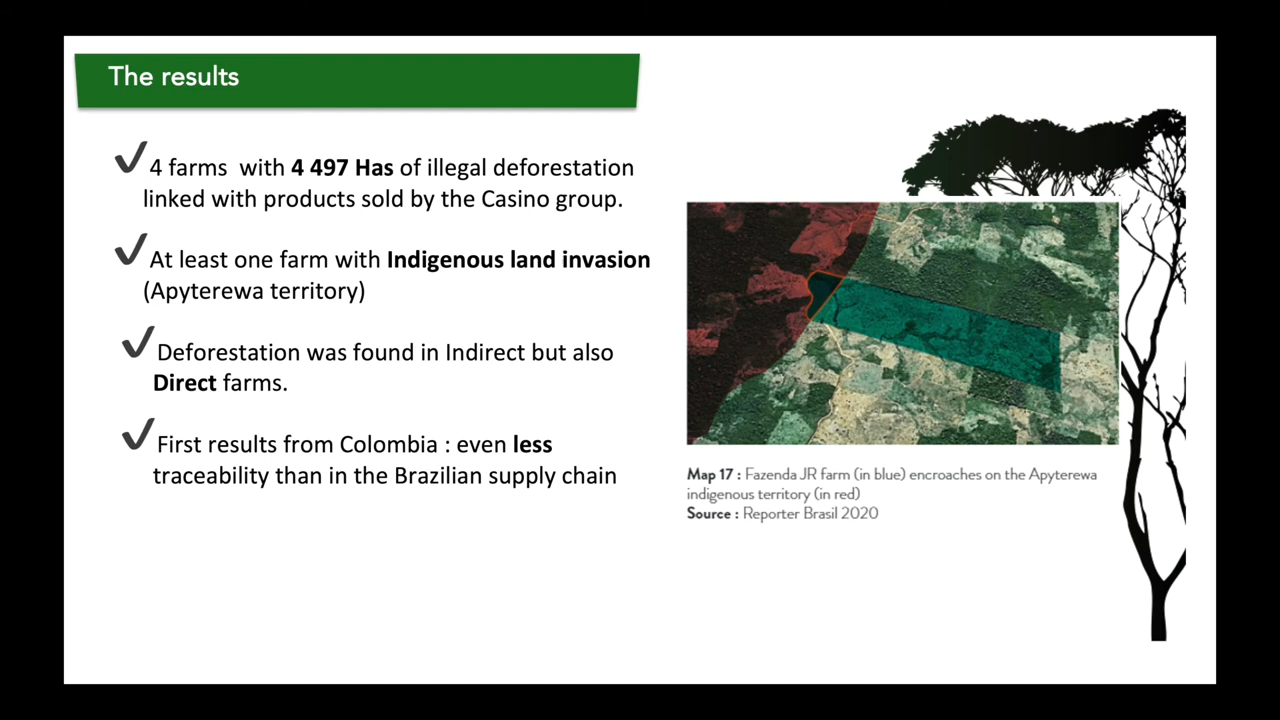 The results
✔4 farms  with 4 497 Has of illegal deforestation
linked with products sold by the Casino group.
✔At least one farm with Indigenous land invasion
(Apyterewa territory)
✔Deforestation was found in Indirect but also
Direct farms.
✔First results from Colombia : even less
traceability than in the Brazilian supply chain
Map 17 : Fazenda JR farm (in blue) encroaches on the Apyterewa
indigenous territory (in red)
Source : Reporter Brasil 2020